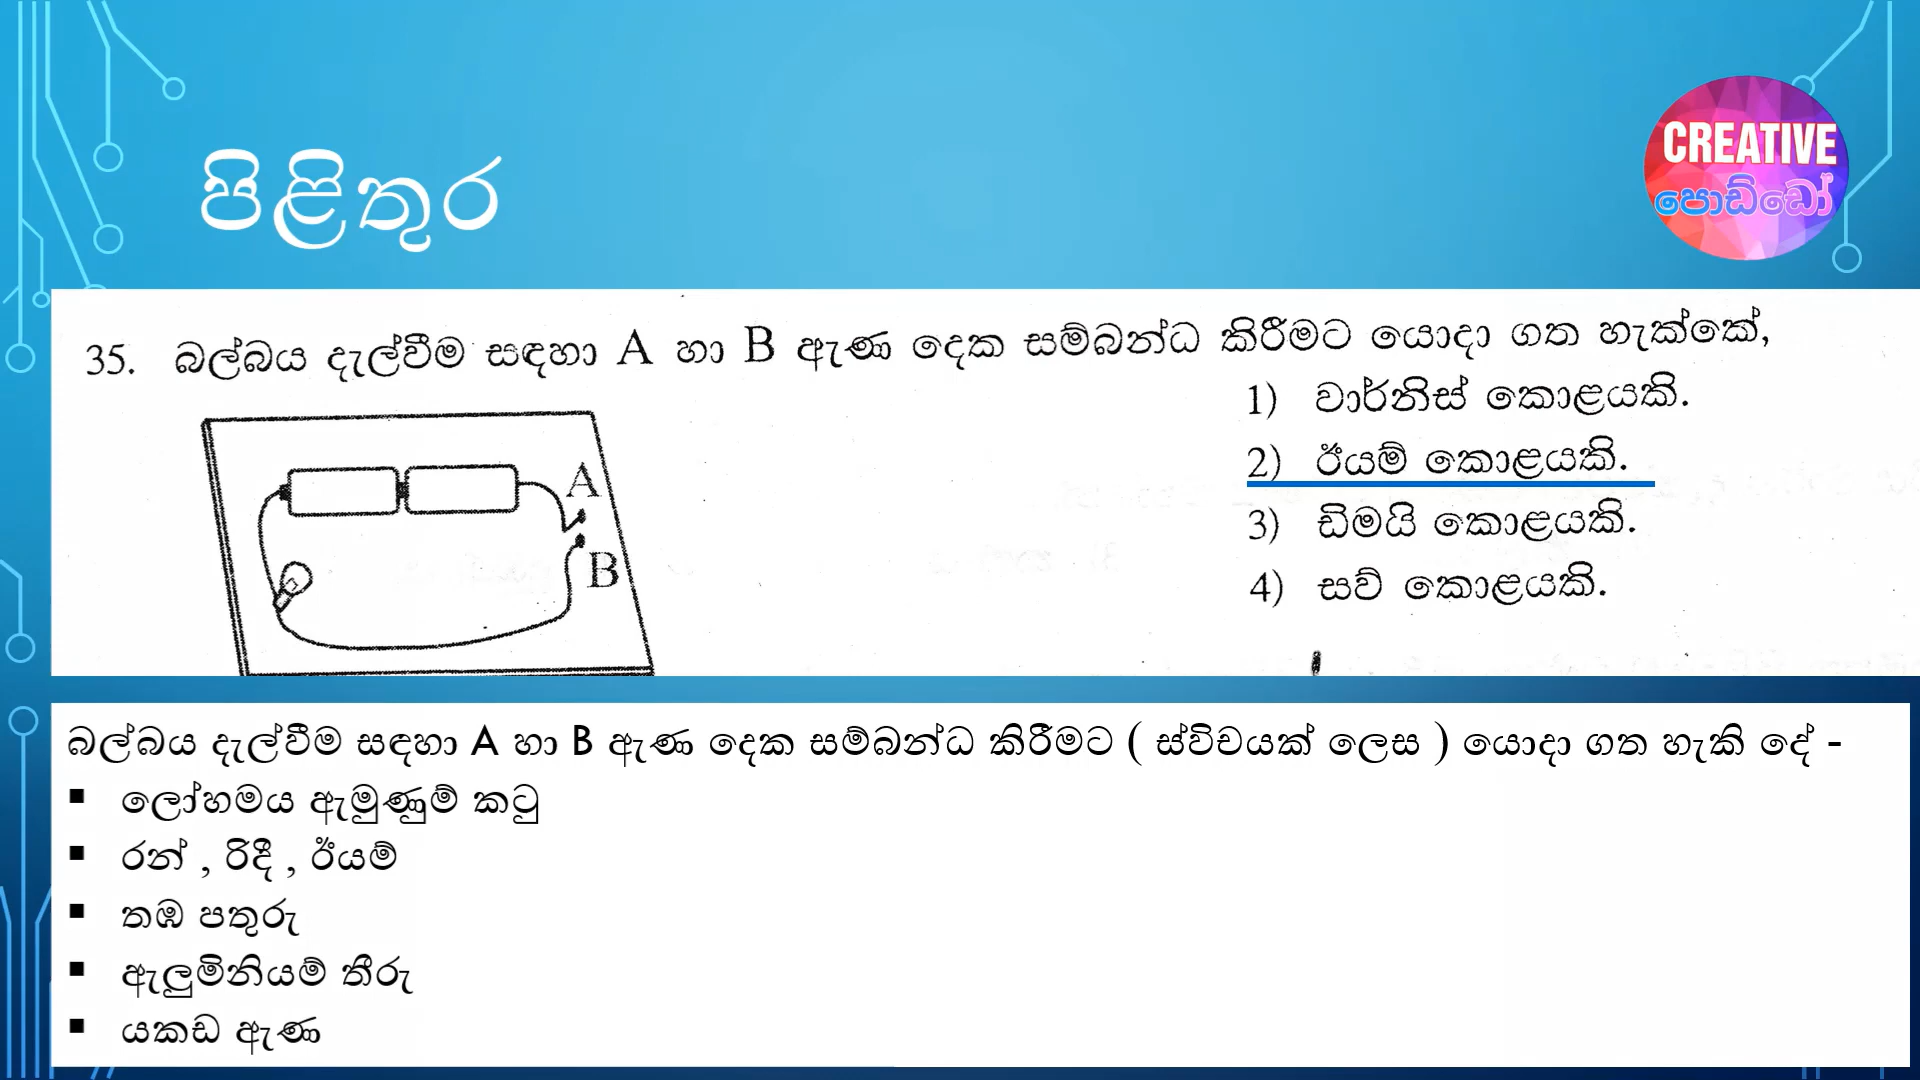 පිළිතුර
CREATIVE
පොඩ්ඩෝ
35. බල්බය දැල්වීම සඳහා A හා B ඇණ දෙක සම්බන්ධ කිරීමට යොදා ගත හැක්කේ,
1) වාර්නිස් කොළයකි.
2) ඊයම් කොළයකි.
3) ඩිමයි කොළයකි.
4) සව් කොළයකි.
A
B
බල්බය දැල්වීම සඳහා A හා B ඇණ දෙක සම්බන්ධ කිරීමට ( ස්විචයක් ලෙස ) යොදා ගත හැකි දේ -
▪ ලෝහමය ඇමුණුම් කටු
▪ රන් , රිදී , ඊයම්
▪ තඹ පතුරු
▪ ඇලුමිනියම් තීරු
▪ යකඩ ඇණ